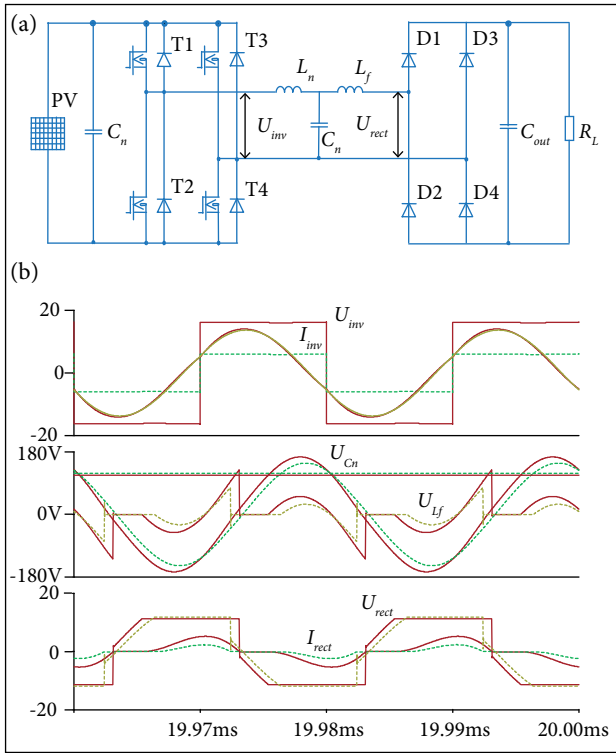 (a)
T1 T3 D1 D3
L_n L_f
PV
C_n U_inv C_n U_rect C_out R_L
T2 T4 D2 D4
(b)
20
U_inv
I_inv
0
-20
180V
U_Cn
U_Lf
0V
-180V
20
U_rect
I_rect
0
-20
19.97ms 19.98ms 19.99ms 20.00ms